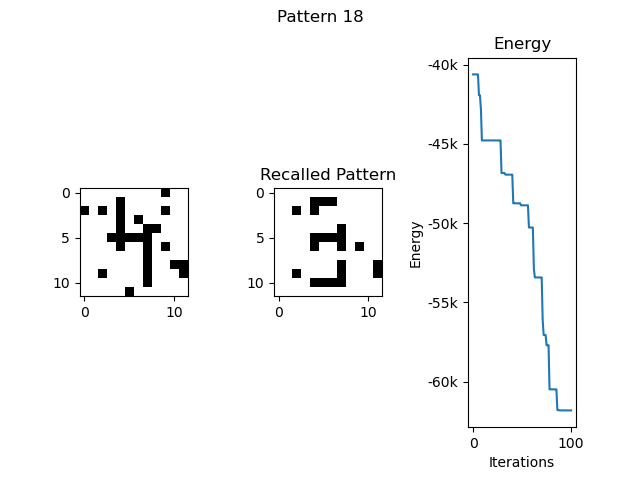 Pattern 18
Energy
-40k
-45k
-50k
-55k
-60k
Energy
0
100
Iterations
0
5
10
0
10
Recalled Pattern
0
5
10
0
10